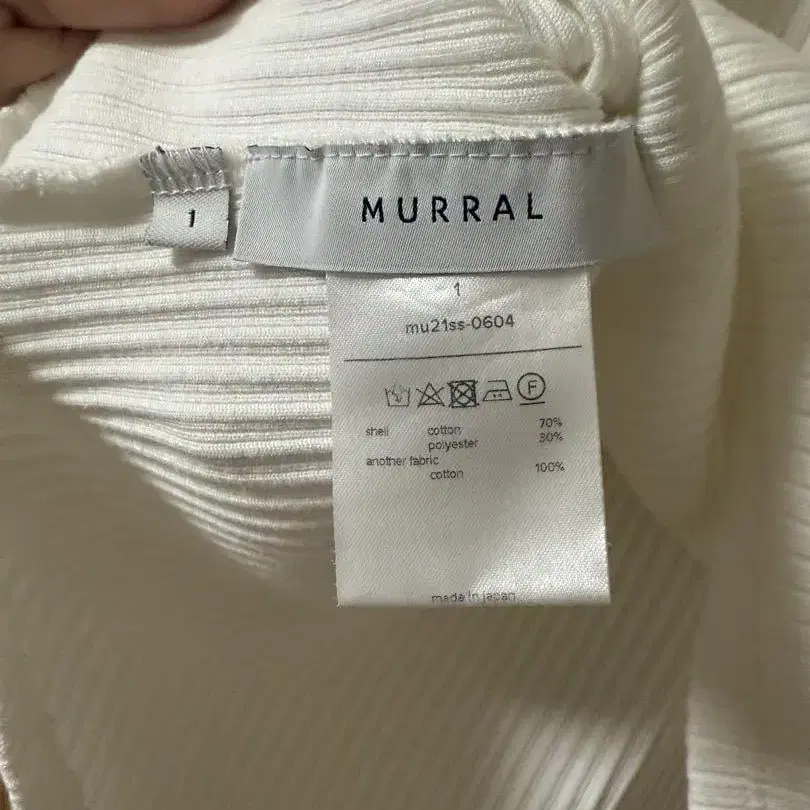 1
MURRAL
1
mu21ss-0604
F
shell cotton 70%
polyester 30%
another fabric
cotton 100%
made in japan